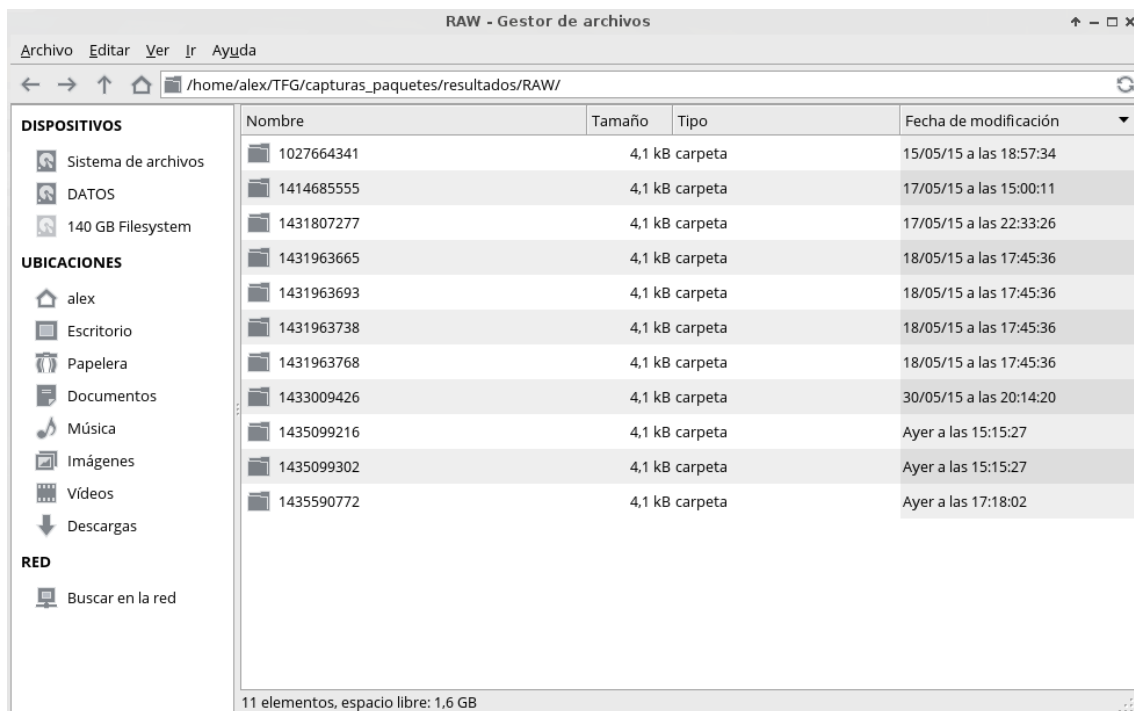 RAW - Gestor de archivos
Archivo Editar Ver Ir Ayuda
/home/alex/TFG/capturas_paquetes/resultados/RAW/
DISPOSITIVOS
Sistema de archivos
DATOS
140 GB Filesystem
UBICACIONES
alex
Escritorio
Papelera
Documentos
Música
Imágenes
Vídeos
Descargas
RED
Buscar en la red
Nombre Tamaño Tipo Fecha de modificación
1027664341 4,1 kB carpeta 15/05/15 a las 18:57:34
1414685555 4,1 kB carpeta 17/05/15 a las 15:00:11
1431807277 4,1 kB carpeta 17/05/15 a las 22:33:26
1431963665 4,1 kB carpeta 18/05/15 a las 17:45:36
1431963693 4,1 kB carpeta 18/05/15 a las 17:45:36
1431963738 4,1 kB carpeta 18/05/15 a las 17:45:36
1431963768 4,1 kB carpeta 18/05/15 a las 17:45:36
1433009426 4,1 kB carpeta 30/05/15 a las 20:14:20
1435099216 4,1 kB carpeta Ayer a las 15:15:27
1435099302 4,1 kB carpeta Ayer a las 15:15:27
1435590772 4,1 kB carpeta Ayer a las 17:18:02
11 elementos, espacio libre: 1,6 GB